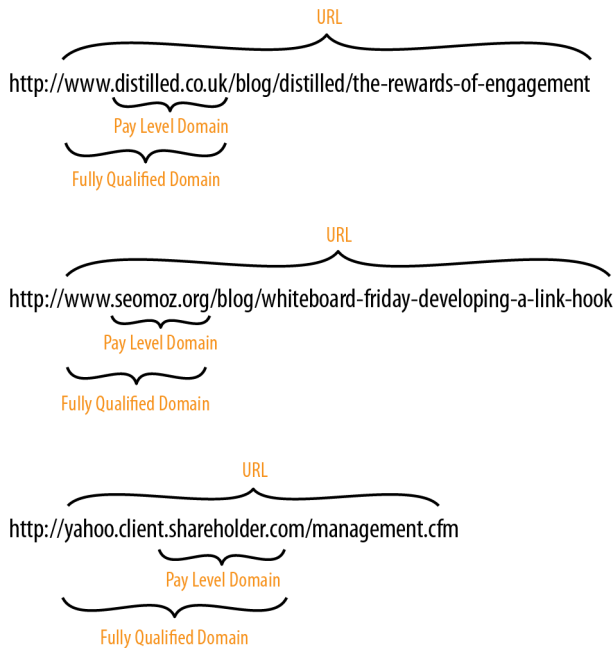 URL
http://www.distilled.co.uk/blog/distilled/the-rewards-of-engagement
Pay Level Domain
Fully Qualified Domain
URL
http://www.seomoz.org/blog/whiteboard-friday-developing-a-link-hook
Pay Level Domain
Fully Qualified Domain
URL
http://yahoo.client.shareholder.com/management.cfm
Pay Level Domain
Fully Qualified Domain